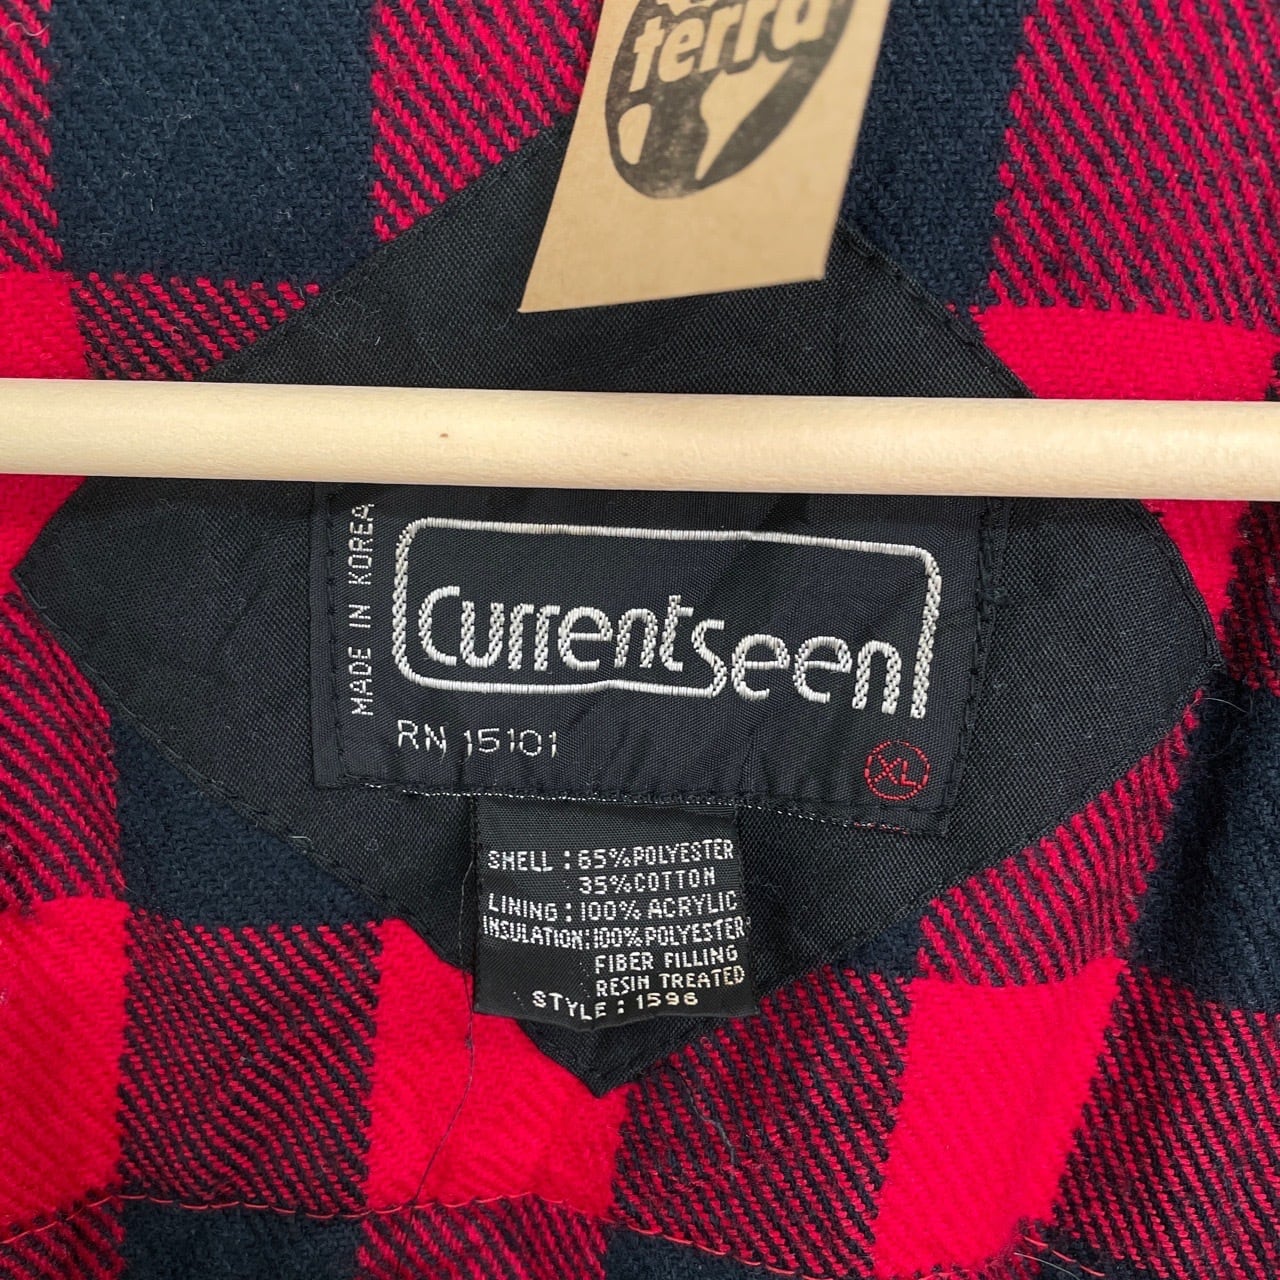 terra
MADE IN KOREA
Currentseen
RN 15101
XL
SHELL : 65%POLYESTER
35%COTTON
LINING : 100% ACRYLIC
INSULATION: 100%POLYESTER
FIBER FILLING
RESIN TREATED
STYLE : 1596